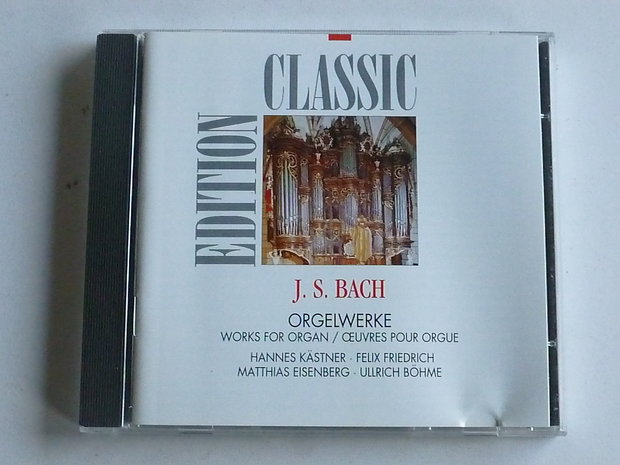 EDITION
CLASSIC
J. S. BACH
ORGELWERKE
WORKS FOR ORGAN / ŒUVRES POUR ORGUE
HANNES KÄSTNER · FELIX FRIEDRICH
MATTHIAS EISENBERG · ULLRICH BÖHME